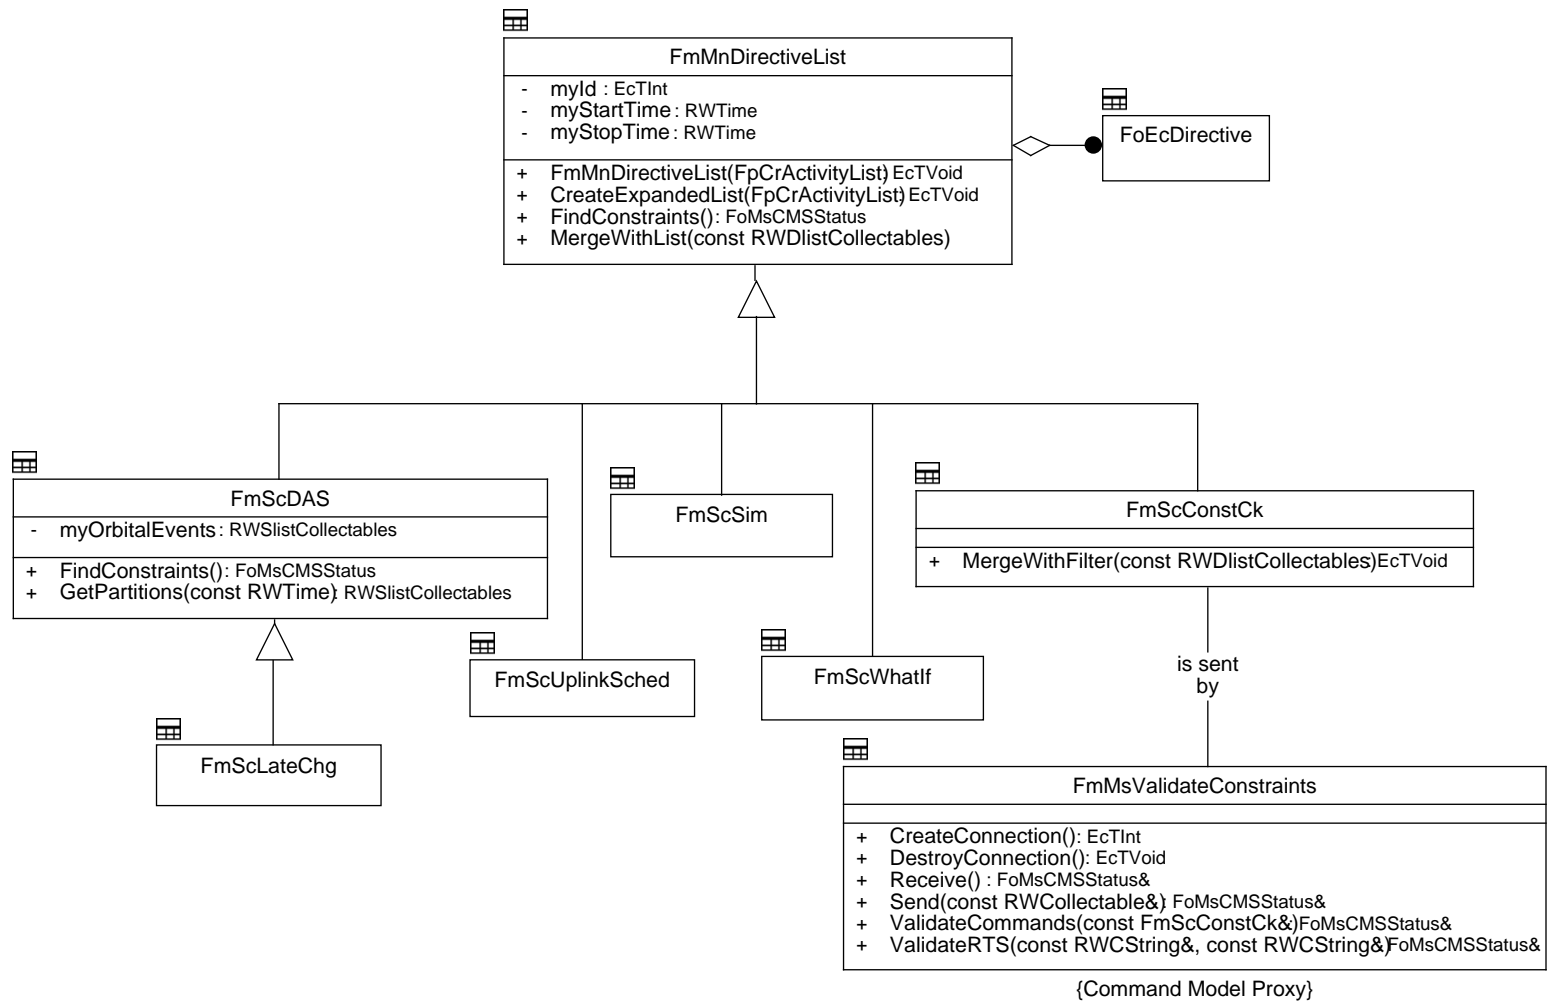 FmMnDirectiveList
- myId : EcTInt
- myStartTime : RWTime
- myStopTime : RWTime
+ FmMnDirectiveList(FpCrActivityList) : EcTVoid
+ CreateExpandedList(FpCrActivityList) : EcTVoid
+ FindConstraints() : FoMsCMSStatus
+ MergeWithList(const RWDlistCollectables)
FoEcDirective
FmScDAS
- myOrbitalEvents : RWSlistCollectables
+ FindConstraints() : FoMsCMSStatus
+ GetPartitions(const RWTime) : RWSlistCollectables
FmScSim
FmScConstCk
+ MergeWithFilter(const RWDlistCollectables) : EcTVoid
FmScUplinkSched
FmScWhatIf
is sent
by
FmScLateChg
FmMsValidateConstraints
+ CreateConnection() : EcTInt
+ DestroyConnection() : EcTVoid
+ Receive() : FoMsCMSStatus&
+ Send(const RWCollectable&) : FoMsCMSStatus&
+ ValidateCommands(const FmScConstCk&) : FoMsCMSStatus&
+ ValidateRTS(const RWCString&, const RWCString&) : FoMsCMSStatus&
{Command Model Proxy}